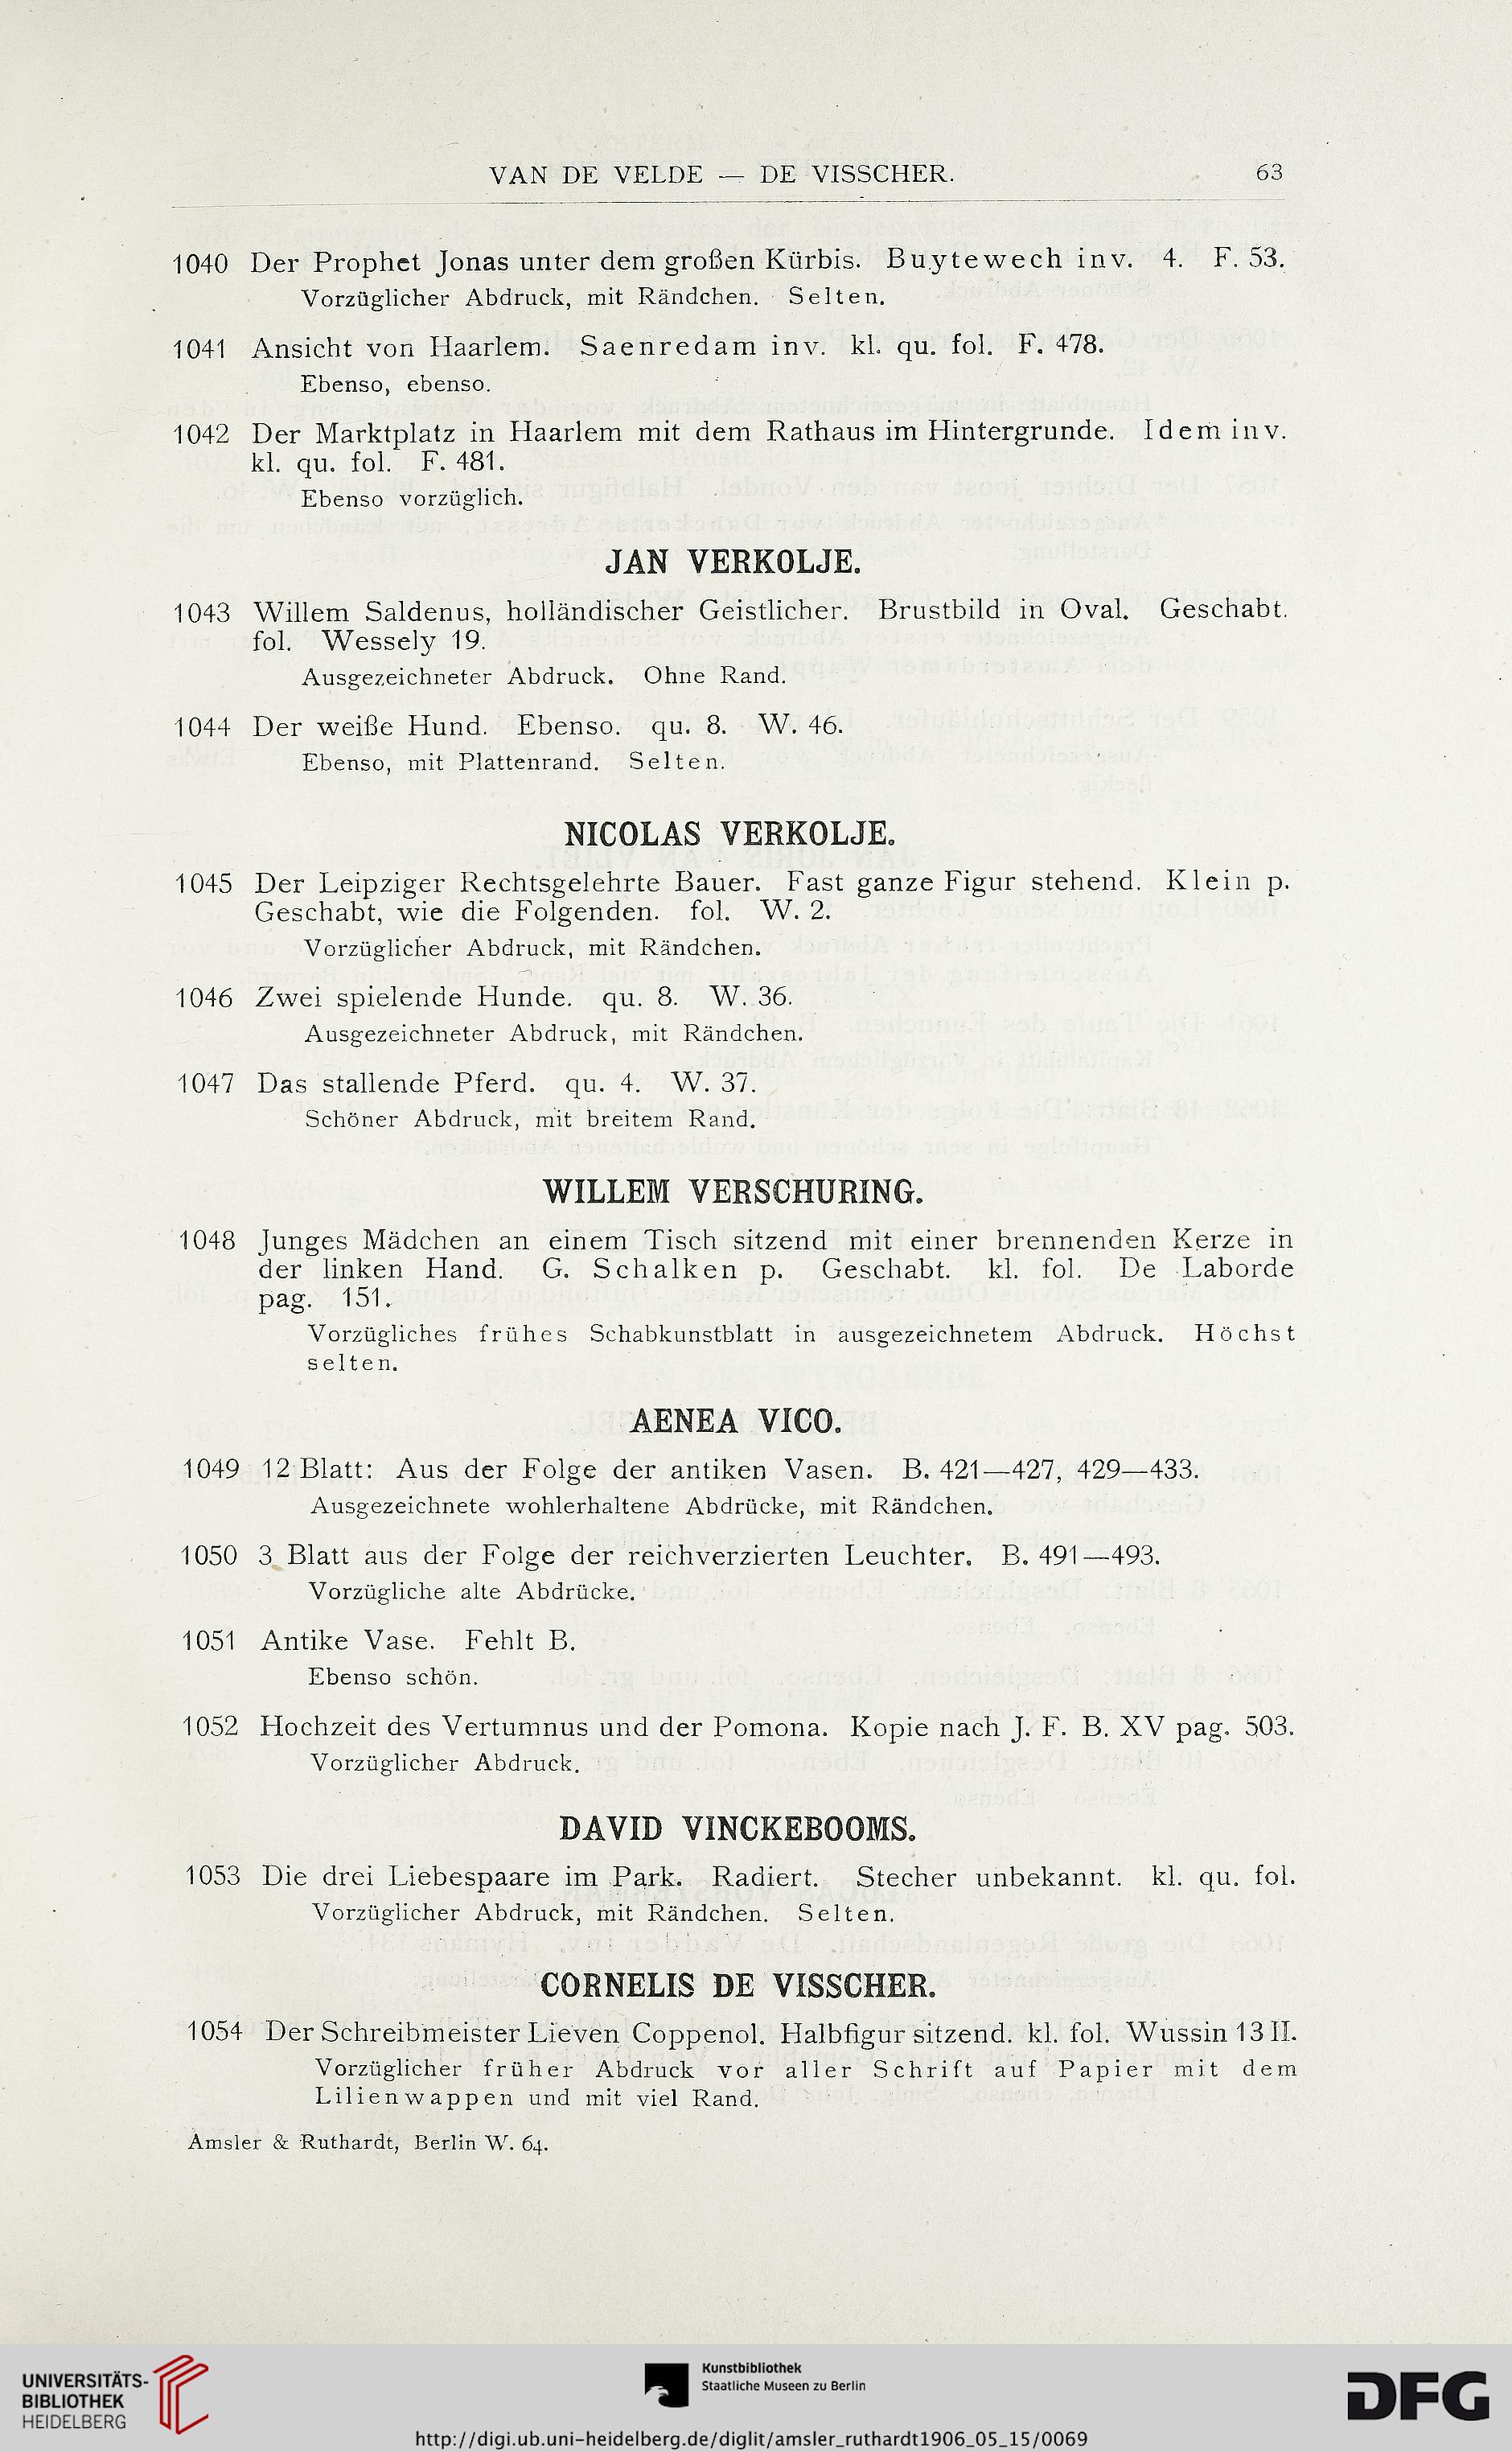 VAN DE VELDE — DE VISSCHER. 63
1040 Der Prophet Jonas unter dem großen Kürbis. Buytewech inv. 4. F. 53.
Vorzüglicher Abdruck, mit Rändchen. Selten.
1041 Ansicht von Haarlem. Saenredam inv. kl. qu. fol. F. 478.
Ebenso, ebenso.
1042 Der Marktplatz in Haarlem mit dem Rathaus im Hintergrunde. Idem inv.
kl. qu. fol. F. 481.
Ebenso vorzüglich.
JAN VERKOLJE.
1043 Willem Saldenus, holländischer Geistlicher. Brustbild in Oval. Geschabt.
fol. Wessely 19.
Ausgezeichneter Abdruck. Ohne Rand.
1044 Der weiße Hund. Ebenso. qu. 8. W. 46.
Ebenso, mit Plattenrand. Selten.
NICOLAS VERKOLJE.
1045 Der Leipziger Rechtsgelehrte Bauer. Fast ganze Figur stehend. Klein p.
Geschabt, wie die Folgenden. fol. W. 2.
Vorzüglicher Abdruck, mit Rändchen.
1046 Zwei spielende Hunde. qu. 8. W. 36.
Ausgezeichneter Abdruck, mit Rändchen.
1047 Das stallende Pferd. qu. 4. W. 37.
Schöner Abdruck, mit breitem Rand.
WILLEM VERSCHURING.
1048 Junges Mädchen an einem Tisch sitzend mit einer brennenden Kerze in
der linken Hand. G. Schalken p. Geschabt. kl. fol. De Laborde
pag. 151.
Vorzügliches frühes Schabkunstblatt in ausgezeichnetem Abdruck. Höchst
selten.
AENEA VICO.
1049 12 Blatt: Aus der Folge der antiken Vasen. B. 421—427, 429—433.
Ausgezeichnete wohlerhaltene Abdrücke, mit Rändchen.
1050 3 Blatt aus der Folge der reichverzierten Leuchter. B. 491—493.
Vorzügliche alte Abdrücke.
1051 Antike Vase. Fehlt B.
Ebenso schön.
1052 Hochzeit des Vertumnus und der Pomona. Kopie nach J. F. B. XV pag. 503.
Vorzüglicher Abdruck.
DAVID VINCKEBOOMS.
1053 Die drei Liebespaare im Park. Radiert. Stecher unbekannt. kl. qu. fol.
Vorzüglicher Abdruck, mit Rändchen. Selten.
CORNELIS DE VISSCHER.
1054 Der Schreibmeister Lieven Coppenol. Halbfigur sitzend. kl. fol. Wussin 13 II.
Vorzüglicher früher Abdruck vor aller Schrift auf Papier mit dem
Lilienwappen und mit viel Rand.
Amsler & Ruthardt, Berlin W. 64.
UNIVERSITÄTS-
BIBLIOTHEK
HEIDELBERG
Kunstbibliothek
Staatliche Museen zu Berlin
DFG
http://digi.ub.uni-heidelberg.de/diglit/amsler_ruthardt1906_05_15/0069